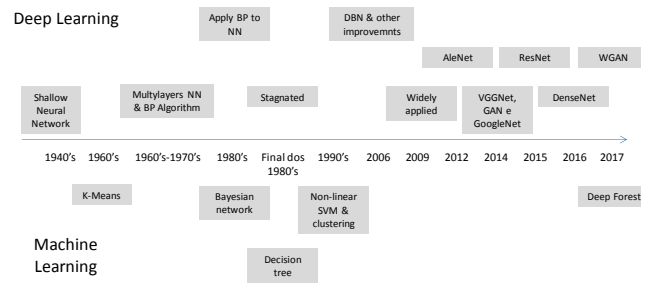 Deep Learning
Apply BP to
NN
DBN & other
improvemnts
AleNet
ResNet
WGAN
Shallow
Neural
Network
Multylayers NN
& BP Algorithm
Stagnated
Widely
applied
VGGNet,
GAN e
GoogleNet
DenseNet
1940's
1960's
1960's-1970's
1980's
Final dos
1980's
1990's
2006
2009
2012
2014
2015
2016
2017
K-Means
Bayesian
network
Non-linear
SVM &
clustering
Deep Forest
Machine
Learning
Decision
tree